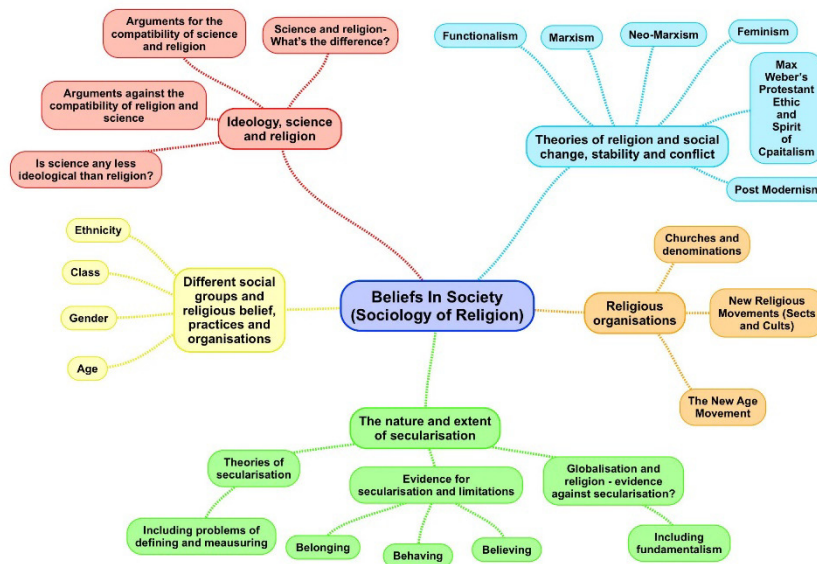 Arguments for the
compatibility of science
and religion
Science and religion-
What's the difference?
Arguments against the
compatibility of religion and
science
Is science any less
ideological than religion?
Ideology, science
and religion
Functionalism
Marxism
Neo-Marxism
Feminism
Max
Weber's
Protestant
Ethic
and
Spirit
of
Cpaitalism
Post Modernism
Theories of religion and social
change, stability and conflict
Ethnicity
Class
Gender
Age
Different social
groups and
religious belief,
practices and
organisations
Beliefs In Society
(Sociology of Religion)
Religious
organisations
Churches and
denominations
New Religious
Movements (Sects
and Cults)
The New Age
Movement
The nature and extent
of secularisation
Theories of
secularisation
Including problems of
defining and meausuring
Evidence for
secularisation and limitations
Belonging
Behaving
Believing
Globalisation and
religion - evidence
against secularisation?
Including
fundamentalism